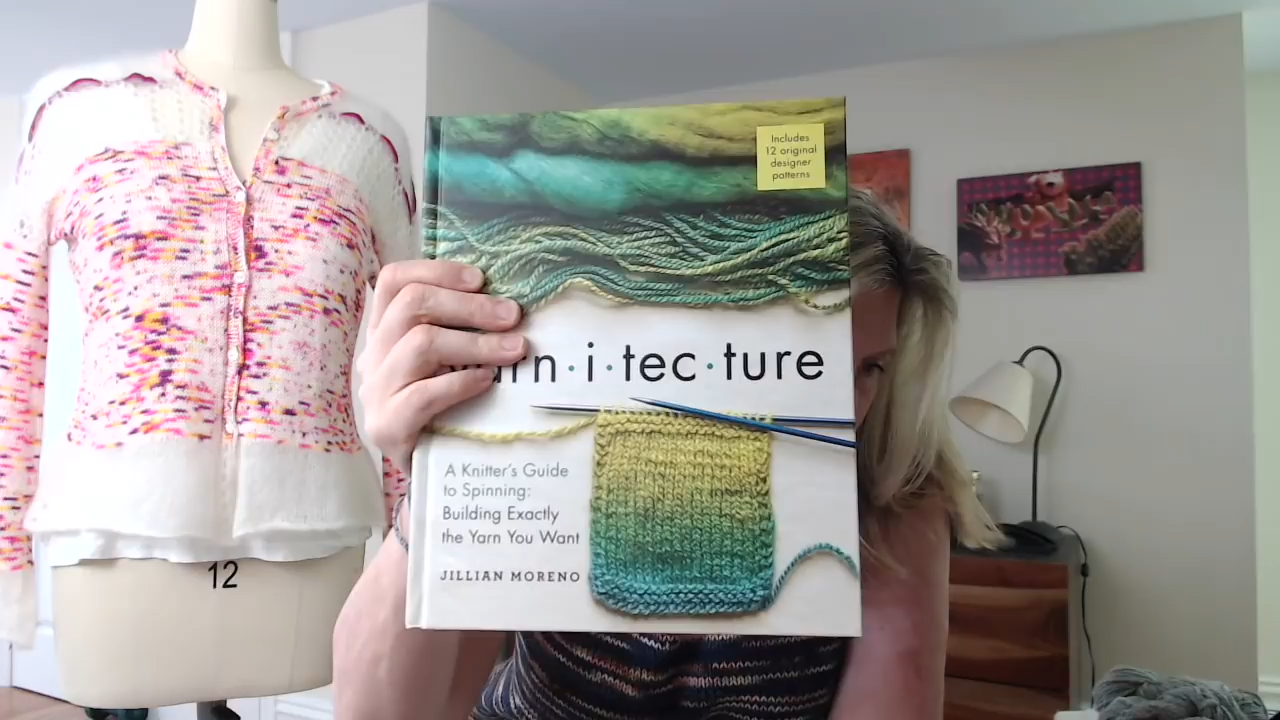 Includes
12 original
designer
patterns
yarn·i·tec·ture
A Knitter's Guide
to Spinning:
Building Exactly
the Yarn You Want
JILLIAN MORENO
12